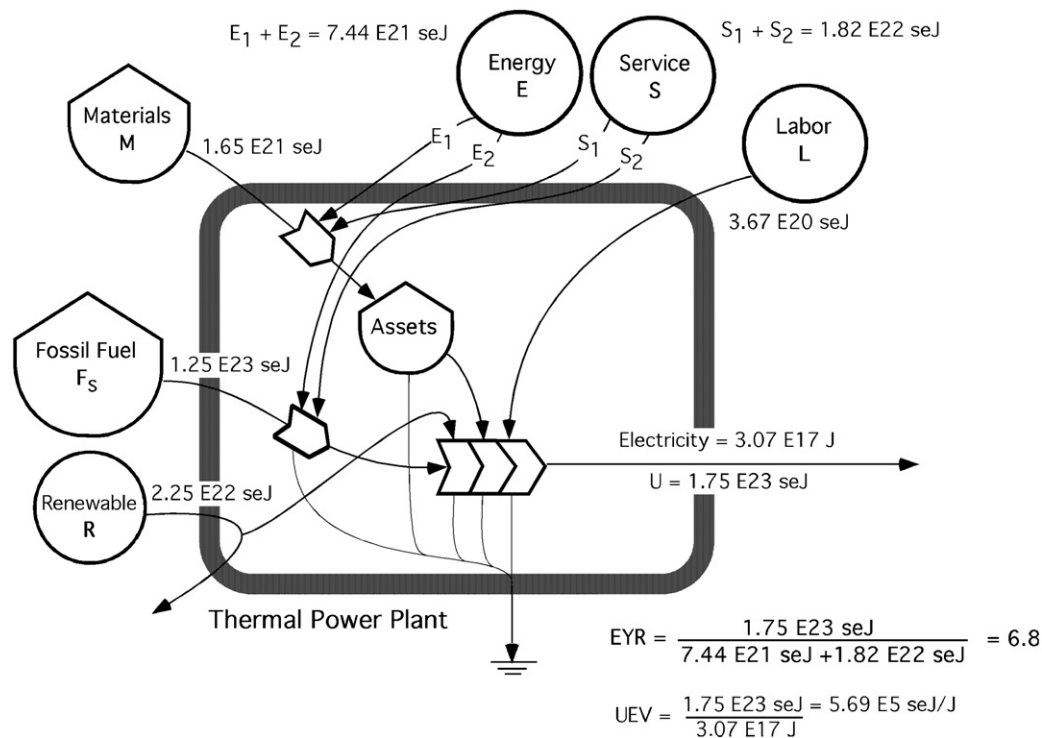 E₁ + E₂ = 7.44 E21 seJ
S₁ + S₂ = 1.82 E22 seJ
Energy
E
Service
S
Materials
M
Labor
L
1.65 E21 seJ
E₁
E₂
S₁
S₂
3.67 E20 seJ
Assets
Fossil Fuel
F_S
1.25 E23 seJ
Electricity = 3.07 E17 J
U = 1.75 E23 seJ
Renewable
R
2.25 E22 seJ
Thermal Power Plant
EYR = 1.75 E23 seJ / 7.44 E21 seJ +1.82 E22 seJ = 6.8
UEV = 1.75 E23 seJ / 3.07 E17 J = 5.69 E5 seJ/J